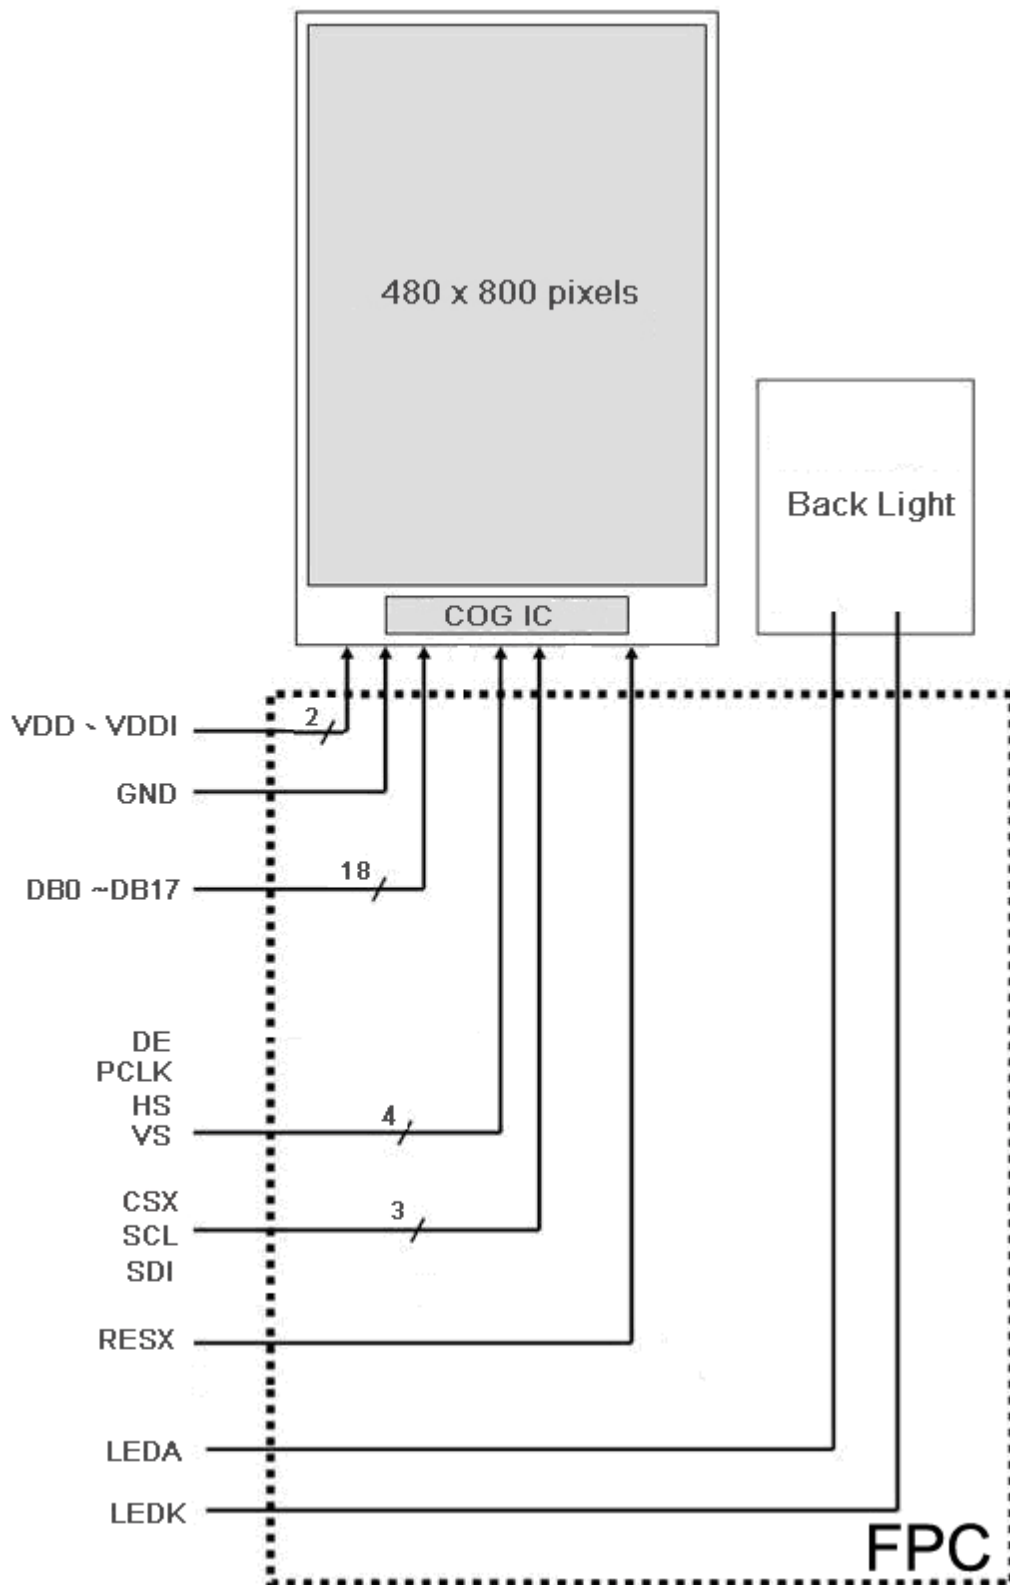 480 x 800 pixels
Back Light
COG IC
VDD、VDDI
2
GND
DB0 ~DB17
18
DE
PCLK
HS
VS
4
CSX
SCL
SDI
3
RESX
LEDA
LEDK
FPC